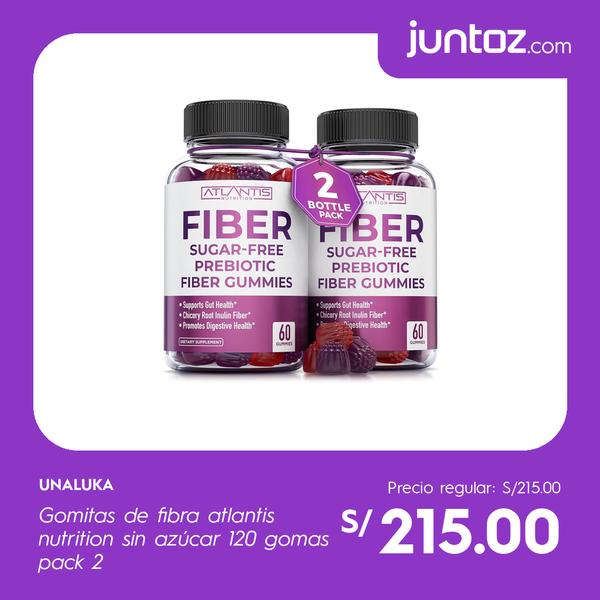 juntoz.com
ATLANTIS
NUTRITION
FIBER
SUGAR-FREE
PREBIOTIC
FIBER GUMMIES
• Supports Gut Health*
• Chicory Root Inulin Fiber*
• Promotes Digestive Health*
DIETARY SUPPLEMENT
60
GUMMIES
2
BOTTLE
PACK
ANTIS
NUTRITION
FIBER
SUGAR-FREE
PREBIOTIC
FIBER GUMMIES
• Supports Gut Health*
• Chicory Root Inulin Fiber*
Digestive Health*
60
GUMMIES
UNALUKA
Gomitas de fibra atlantis
nutrition sin azúcar 120 gomas
pack 2
Precio regular: S/215.00
S/ 215.00